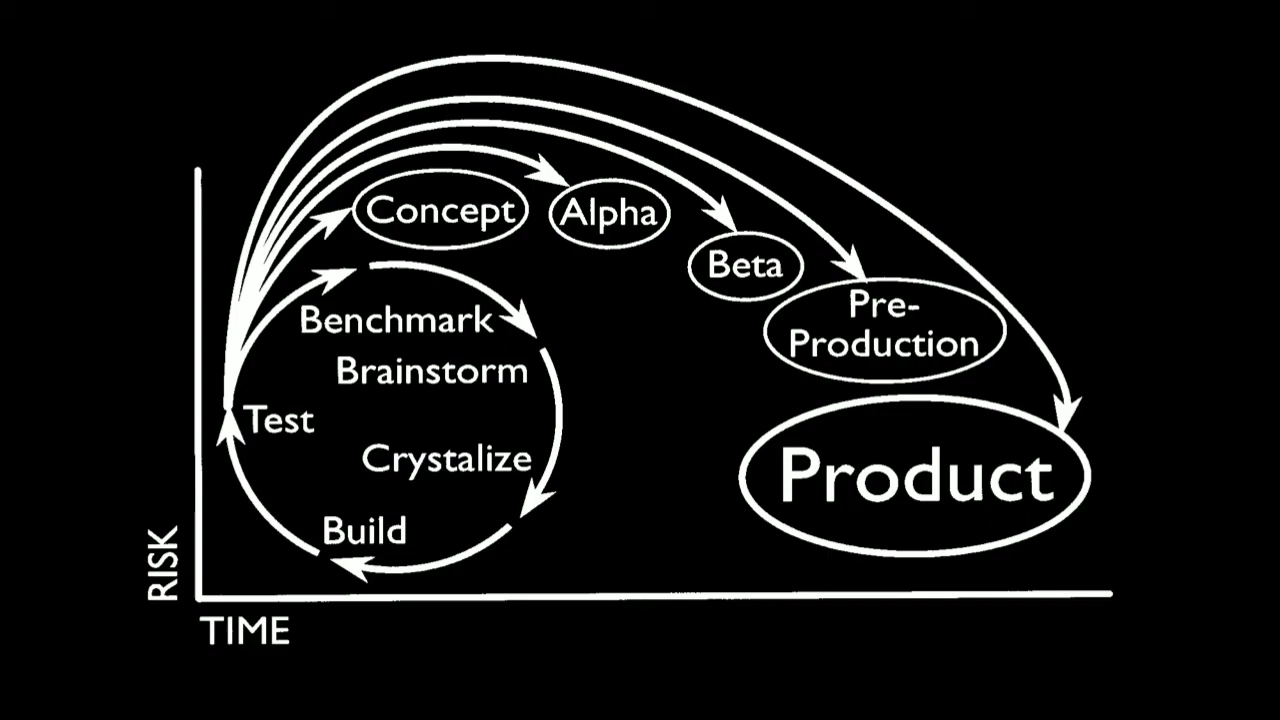 Concept
Alpha
Beta
Pre-
Production
Product
Benchmark
Brainstorm
Crystalize
Build
Test
RISK
TIME